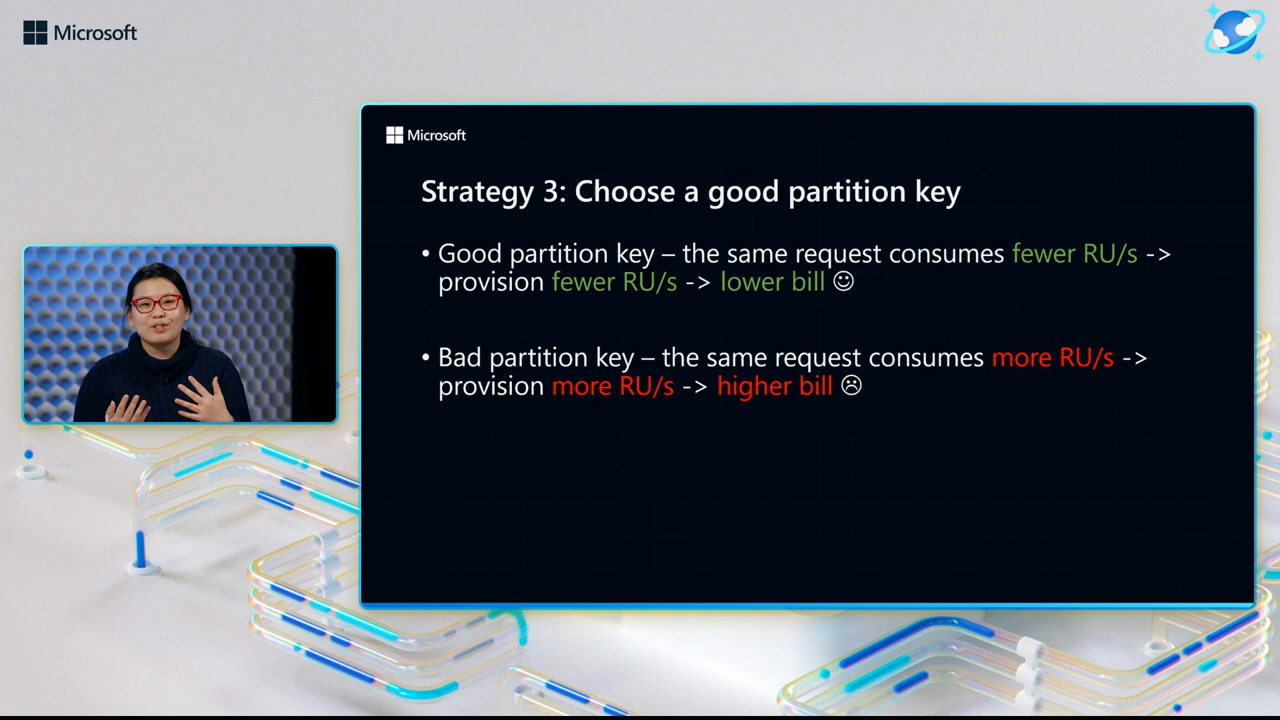 Microsoft
Microsoft
Strategy 3: Choose a good partition key
• Good partition key – the same request consumes fewer RU/s ->
provision fewer RU/s -> lower bill ☺
• Bad partition key – the same request consumes more RU/s ->
provision more RU/s -> higher bill ☹